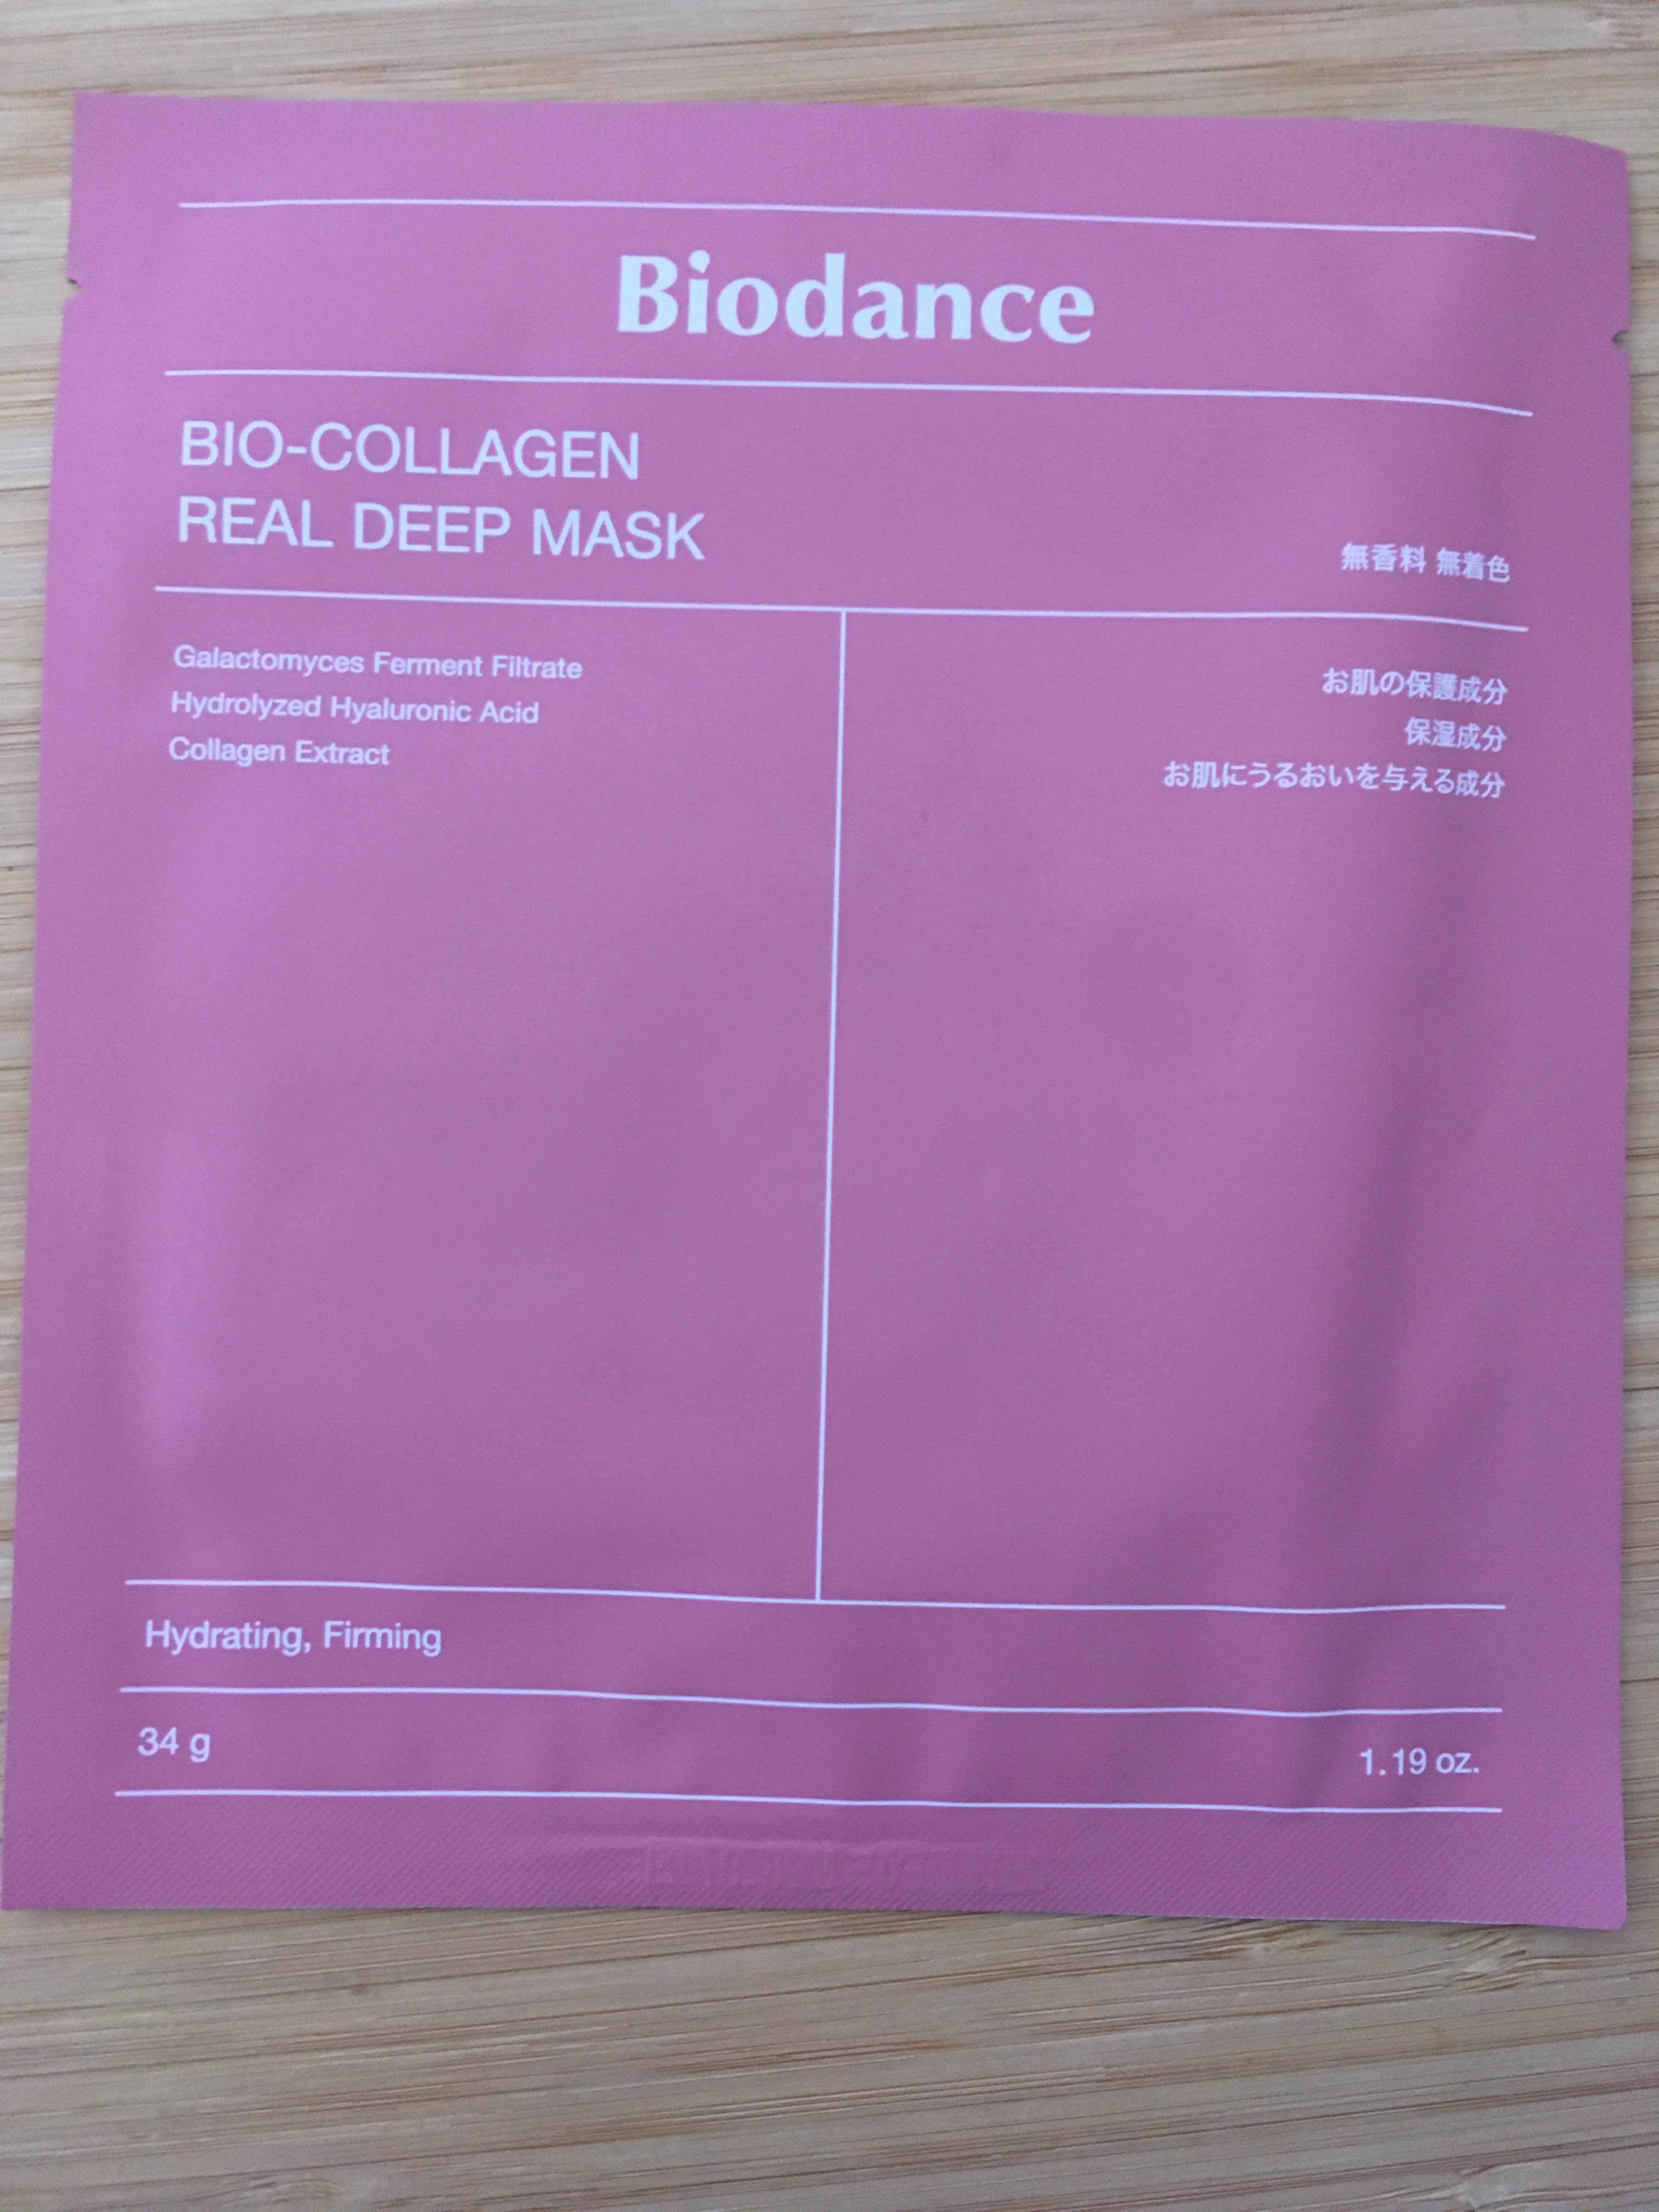 Biodance
BIO-COLLAGEN
REAL DEEP MASK
無香料 無着色
Galactomyces Ferment Filtrate
Hydrolyzed Hyaluronic Acid
Collagen Extract
お肌の保護成分
保湿成分
お肌にうるおいを与える成分
Hydrating, Firming
34 g
1.19 oz.